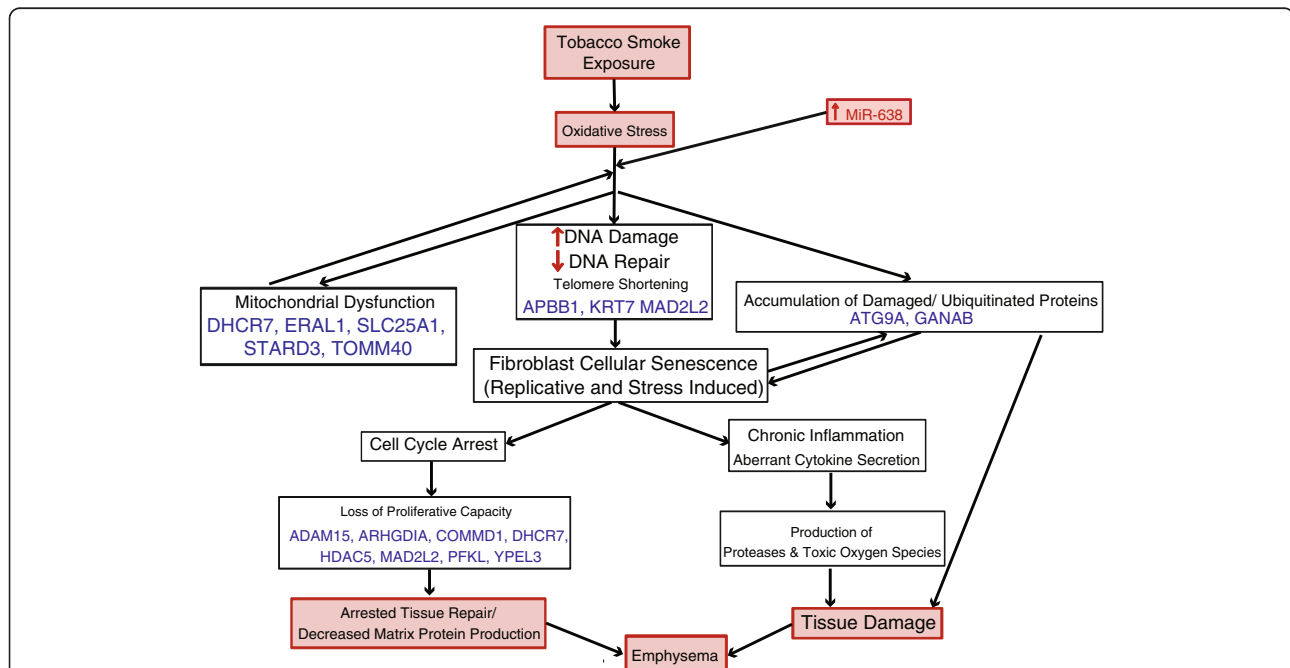 Tobacco Smoke
Exposure
↑ MiR-638
Oxidative Stress
↑DNA Damage
↓ DNA Repair
Telomere Shortening
APBB1, KRT7 MAD2L2
Mitochondrial Dysfunction
DHCR7, ERAL1, SLC25A1,
STARD3, TOMM40
Accumulation of Damaged/ Ubiquitinated Proteins
ATG9A, GANAB
Fibroblast Cellular Senescence
(Replicative and Stress Induced)
Cell Cycle Arrest
Chronic Inflammation
Aberrant Cytokine Secretion
Loss of Proliferative Capacity
ADAM15, ARHGDIA, COMMD1, DHCR7,
HDAC5, MAD2L2, PFKL, YPEL3
Production of
Proteases & Toxic Oxygen Species
Arrested Tissue Repair/
Decreased Matrix Protein Production
Tissue Damage
Emphysema